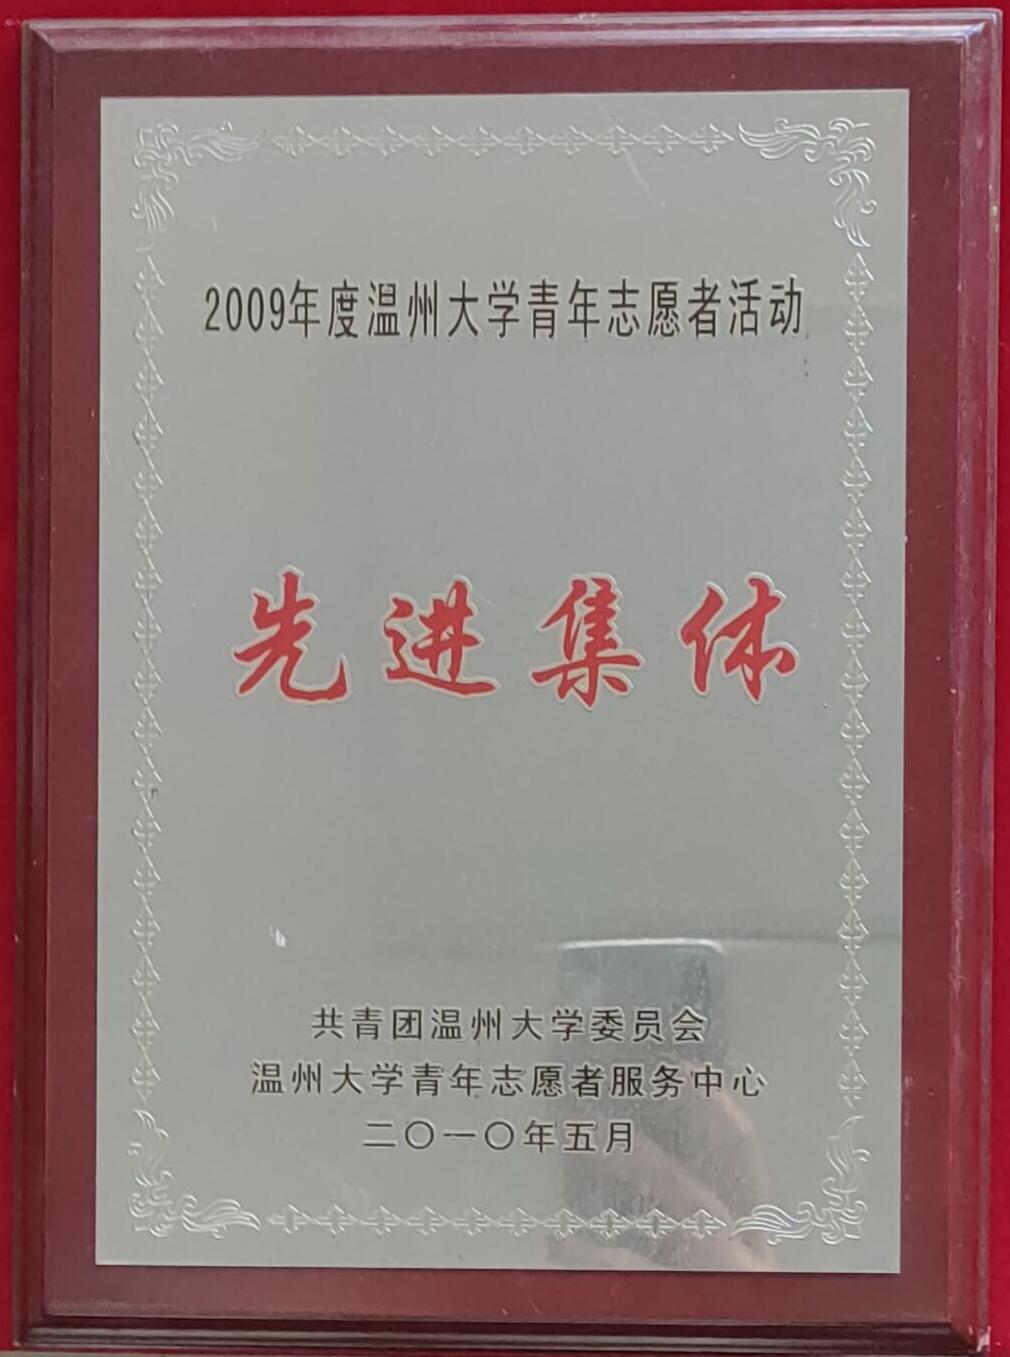 2009年度温州大学青年志愿者活动
先进集体
共青团温州大学委员会
温州大学青年志愿者服务中心
二〇一〇年五月